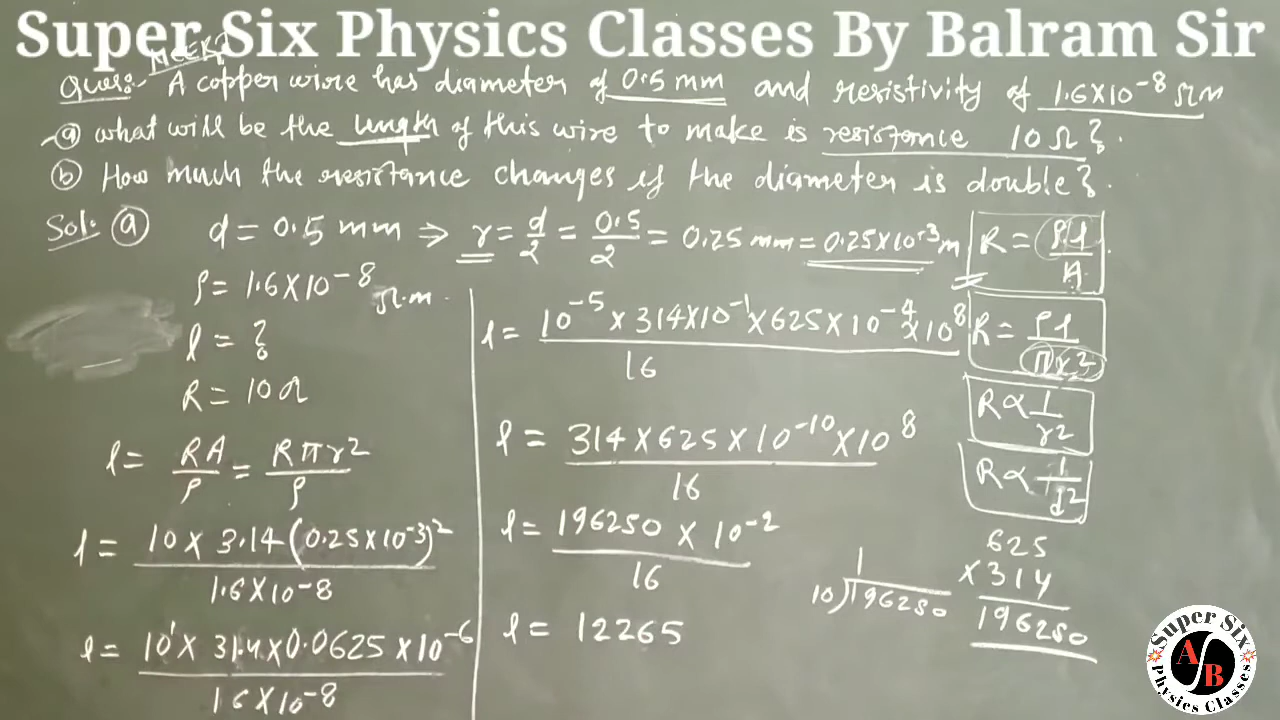 Super Six Physics Classes By Balram Sir
NCERT
Ques:- A copper wire has diameter of 0.5 mm and resistivity of 1.6×10⁻⁸ Ωm
ⓐ what will be the length of this wire to make is resistance 10 Ω?.
ⓑ How much the resistance changes if the diameter is double?.
Sol: ⓐ d = 0.5 mm ⇒ r = d/2 = 0.5/2 = 0.25 mm = 0.25×10⁻³ m
ρ = 1.6×10⁻⁸ Ω.m
l = ?
R = 10Ω
l = RA/ρ = Rπr²/ρ
l = 10 × 3.14 (0.25×10⁻³)² / 1.6×10⁻⁸
l = 10¹ × 31.4 × 0.0625 × 10⁻⁶ / 16×10⁻⁸
l = 10⁻⁵ × 314×10⁻¹ × 625×10⁻⁴ × 10⁸ / 16
l = 314 × 625 × 10⁻¹⁰ × 10⁸ / 16
l = 196250 × 10⁻² / 16
l = 12265
R = ρl/A
R = ρl/πr²
R ∝ 1/r²
R ∝ 1/d²
1
10)196250
625
×314
196250
Super Six
A/B
Physics Classes